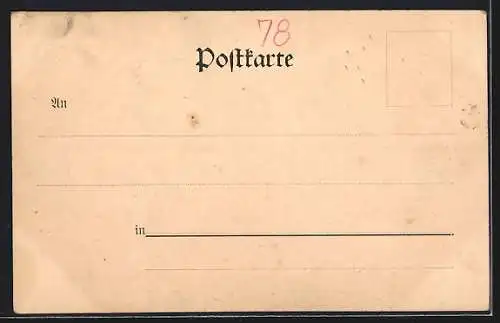 78
Postkarte
An
in